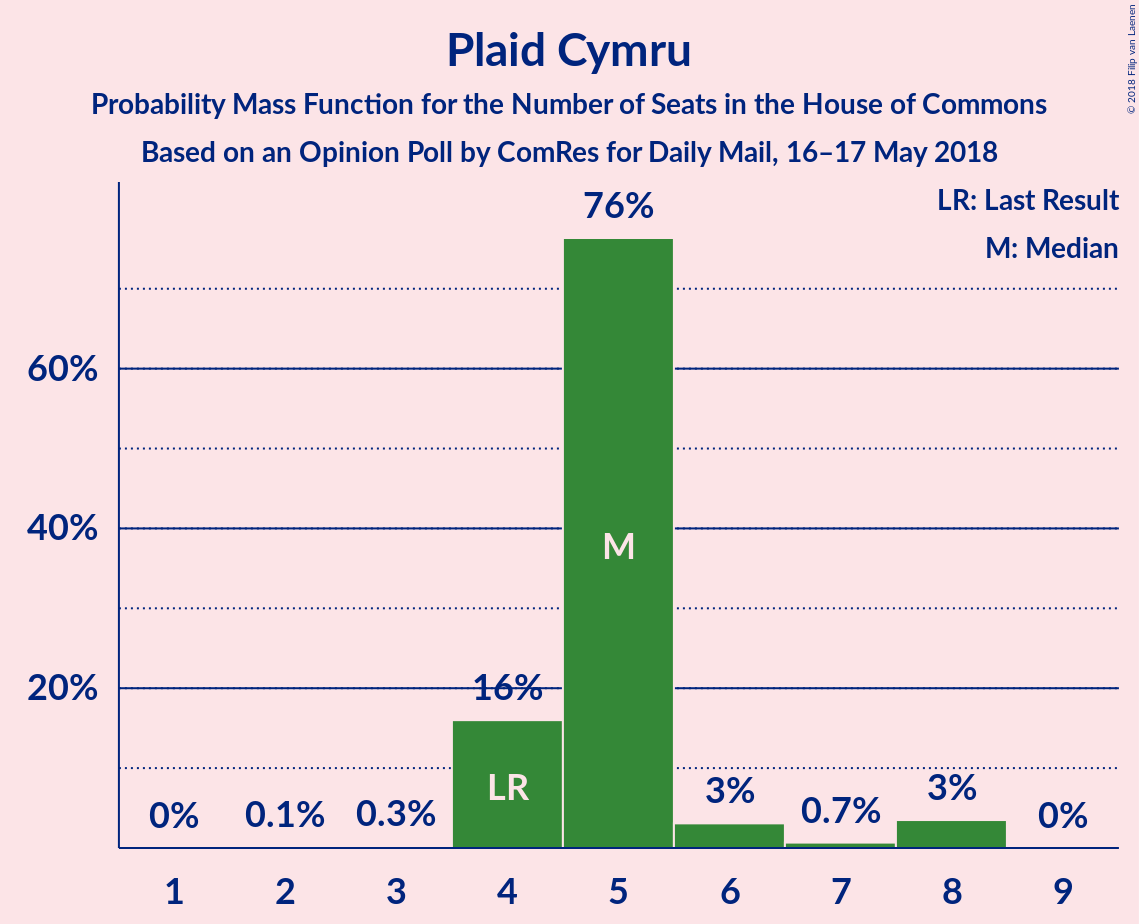 Plaid Cymru
Probability Mass Function for the Number of Seats in the House of Commons
Based on an Opinion Poll by ComRes for Daily Mail, 16–17 May 2018
© 2018 Filip van Laenen
LR: Last Result
M: Median
76%
60%
40%
M
20%
16%
LR
0%
0.1%
0.3%
3%
0.7%
3%
0%
1 2 3 4 5 6 7 8 9